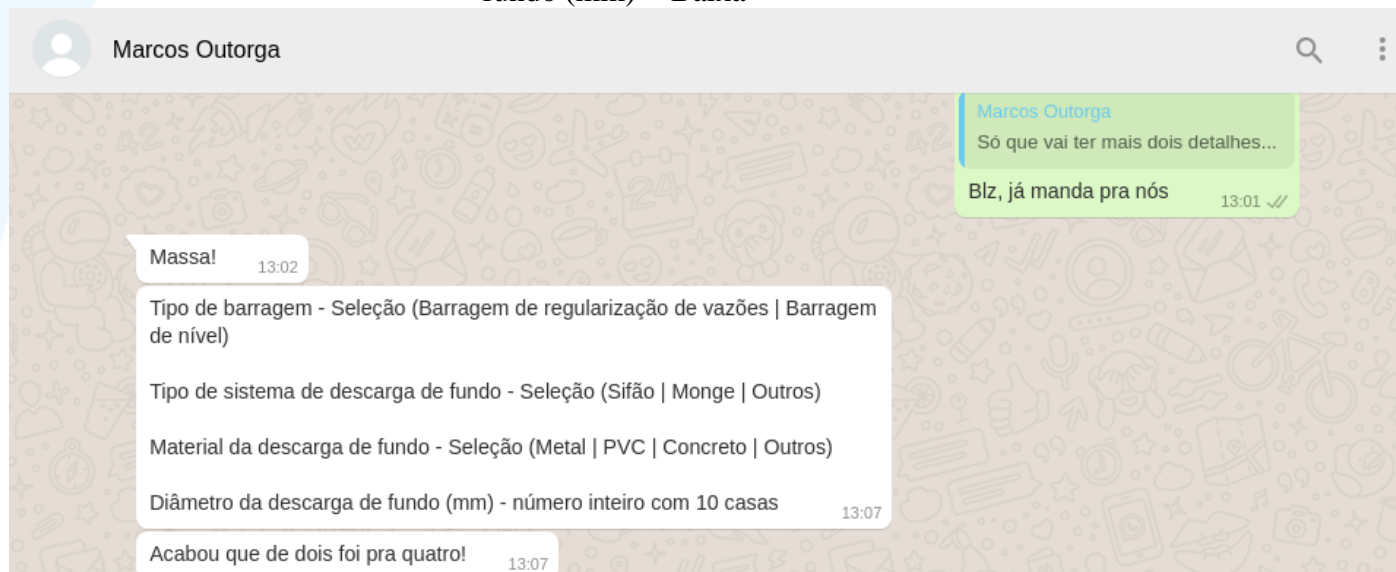 Marcos Outorga
Marcos Outorga
Só que vai ter mais dois detalhes...
Blz, já manda pra nós
13:01
Massa!
13:02
Tipo de barragem - Seleção (Barragem de regularização de vazões | Barragem
de nível)
Tipo de sistema de descarga de fundo - Seleção (Sifão | Monge | Outros)
Material da descarga de fundo - Seleção (Metal | PVC | Concreto | Outros)
Diâmetro da descarga de fundo (mm) - número inteiro com 10 casas
13:07
Acabou que de dois foi pra quatro!
13:07